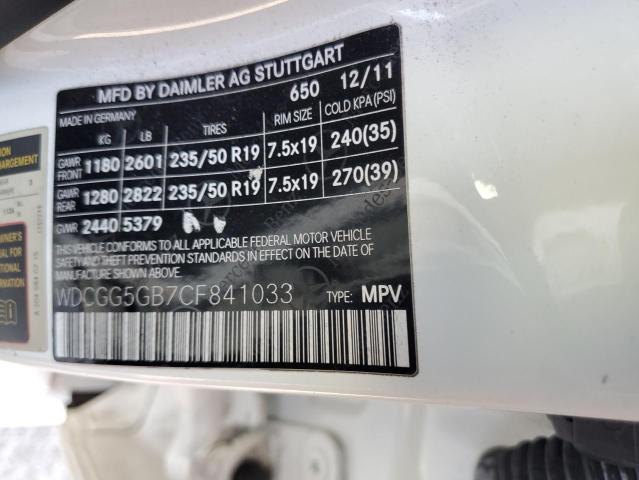 MFD BY DAIMLER AG STUTTGART
650 12/11
MADE IN GERMANY
KG LB TIRES RIM SIZE COLD KPA(PSI)
GAWR FRONT 1180 2601 235/50 R19 7.5x19 240(35)
GAWR REAR 1280 2822 235/50 R19 7.5x19 270(39)
GVWR 2440 5379
THIS VEHICLE CONFORMS TO ALL APPLICABLE FEDERAL MOTOR VEHICLE
SAFETY AND THEFT PREVENTION STANDARDS IN EFFECT ON THE DATE
OF MANUFACTURE SHOWN ABOVE.
WDCGG5GB7CF841033 TYPE: MPV